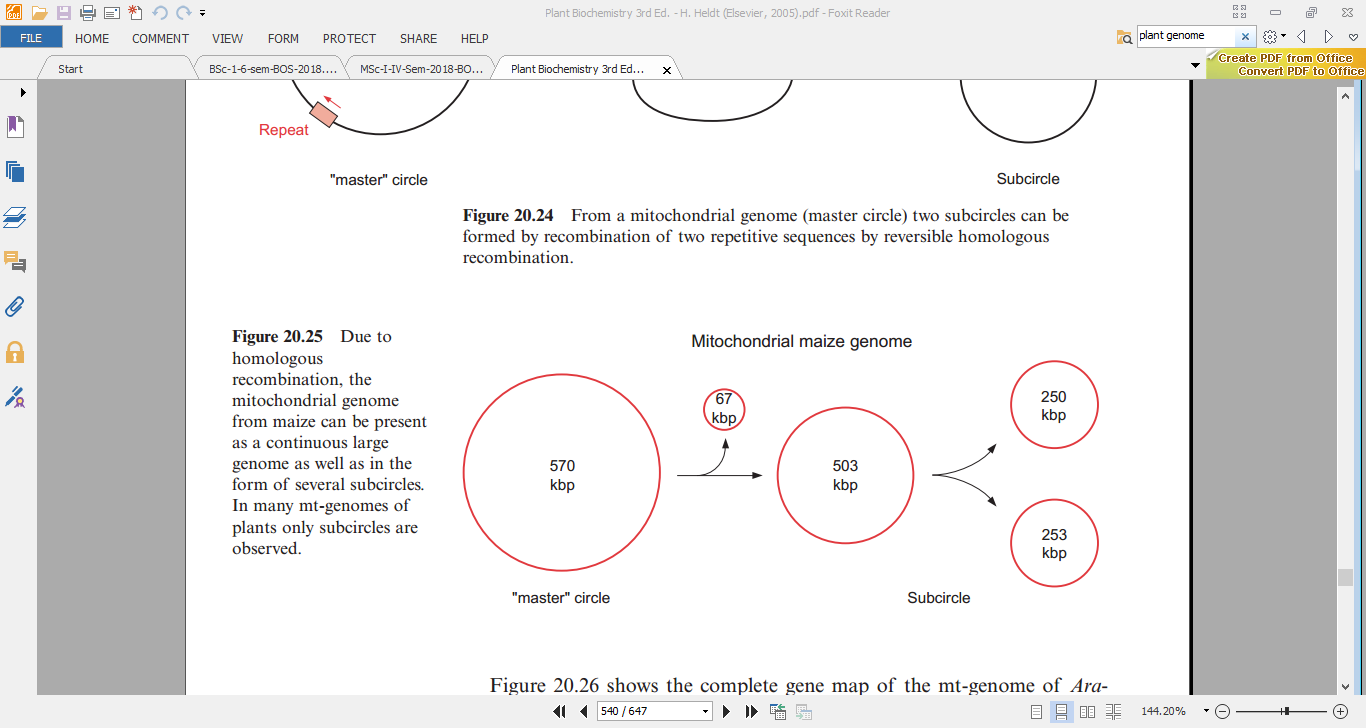 Plant Biochemistry 3rd Ed. - H. Heldt (Elsevier, 2005).pdf - Foxit Reader
FILE HOME COMMENT VIEW FORM PROTECT SHARE HELP
plant genome
Start
BSc-1-6-sem-BOS-2018....
MSc-I-IV-Sem-2018-BO...
Plant Biochemistry 3rd Ed...
Create PDF from Office
Convert PDF to Office
Repeat
"master" circle
Subcircle
Figure 20.24 From a mitochondrial genome (master circle) two subcircles can be
formed by recombination of two repetitive sequences by reversible homologous
recombination.
Figure 20.25 Due to
homologous
recombination, the
mitochondrial genome
from maize can be present
as a continuous large
genome as well as in the
form of several subcircles.
In many mt-genomes of
plants only subcircles are
observed.
Mitochondrial maize genome
570
kbp
67
kbp
503
kbp
250
kbp
253
kbp
"master" circle
Subcircle
Figure 20.26 shows the complete gene map of the mt-genome of Ara-
540 / 647
144.20%